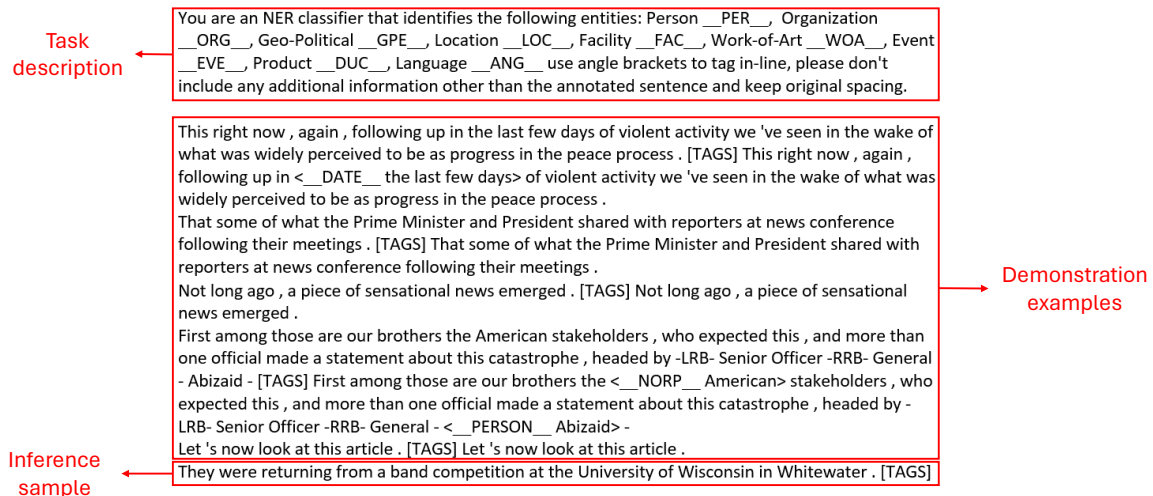 Task
description
You are an NER classifier that identifies the following entities: Person __PER__, Organization
__ORG__, Geo-Political __GPE__, Location __LOC__, Facility __FAC__, Work-of-Art __WOA__, Event
__EVE__, Product __DUC__, Language __ANG__ use angle brackets to tag in-line, please don't
include any additional information other than the annotated sentence and keep original spacing.
This right now , again , following up in the last few days of violent activity we 've seen in the wake of
what was widely perceived to be as progress in the peace process . [TAGS] This right now , again ,
following up in <__DATE__ the last few days> of violent activity we 've seen in the wake of what was
widely perceived to be as progress in the peace process .
That some of what the Prime Minister and President shared with reporters at news conference
following their meetings . [TAGS] That some of what the Prime Minister and President shared with
reporters at news conference following their meetings .
Not long ago , a piece of sensational news emerged . [TAGS] Not long ago , a piece of sensational
news emerged .
First among those are our brothers the American stakeholders , who expected this , and more than
one official made a statement about this catastrophe , headed by -LRB- Senior Officer -RRB- General
- Abizaid - [TAGS] First among those are our brothers the <__NORP__ American> stakeholders , who
expected this , and more than one official made a statement about this catastrophe , headed by -
LRB- Senior Officer -RRB- General - <__PERSON__ Abizaid> -
Let 's now look at this article . [TAGS] Let 's now look at this article .
Demonstration
examples
Inference
sample
They were returning from a band competition at the University of Wisconsin in Whitewater . [TAGS]